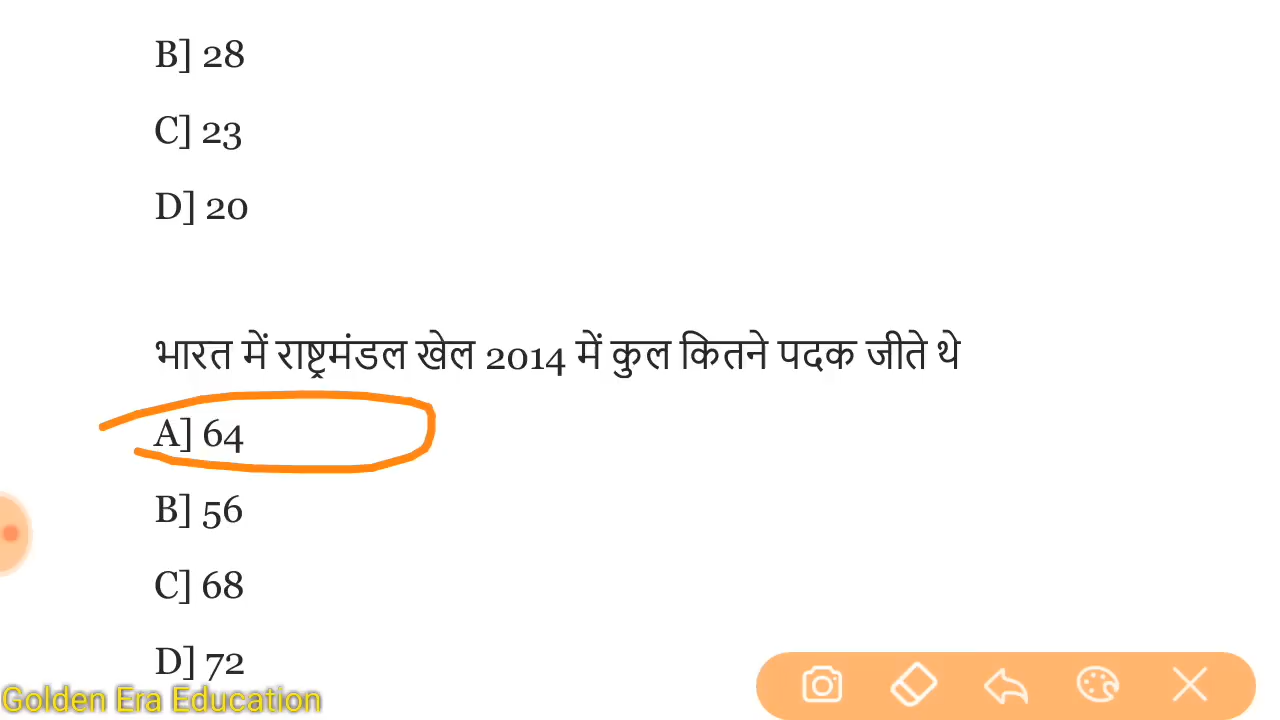 B] 28
C] 23
D] 20
भारत में राष्ट्रमंडल खेल 2014 में कुल कितने पदक जीते थे
A] 64
B] 56
C] 68
D] 72
Golden Era Education